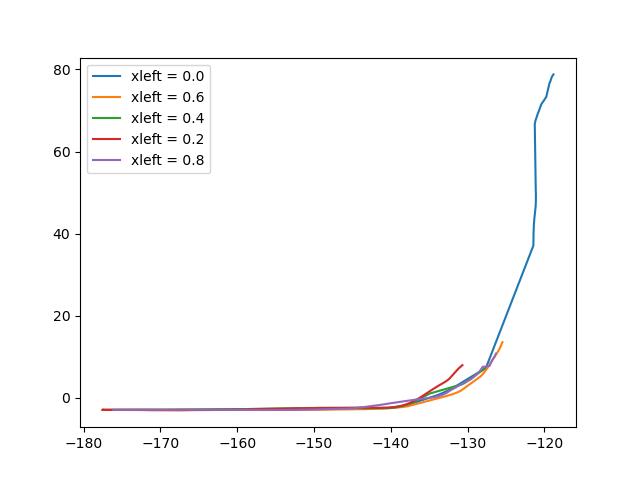 80
60
40
20
0
−180 −170 −160 −150 −140 −130 −120
xleft = 0.0
xleft = 0.6
xleft = 0.4
xleft = 0.2
xleft = 0.8